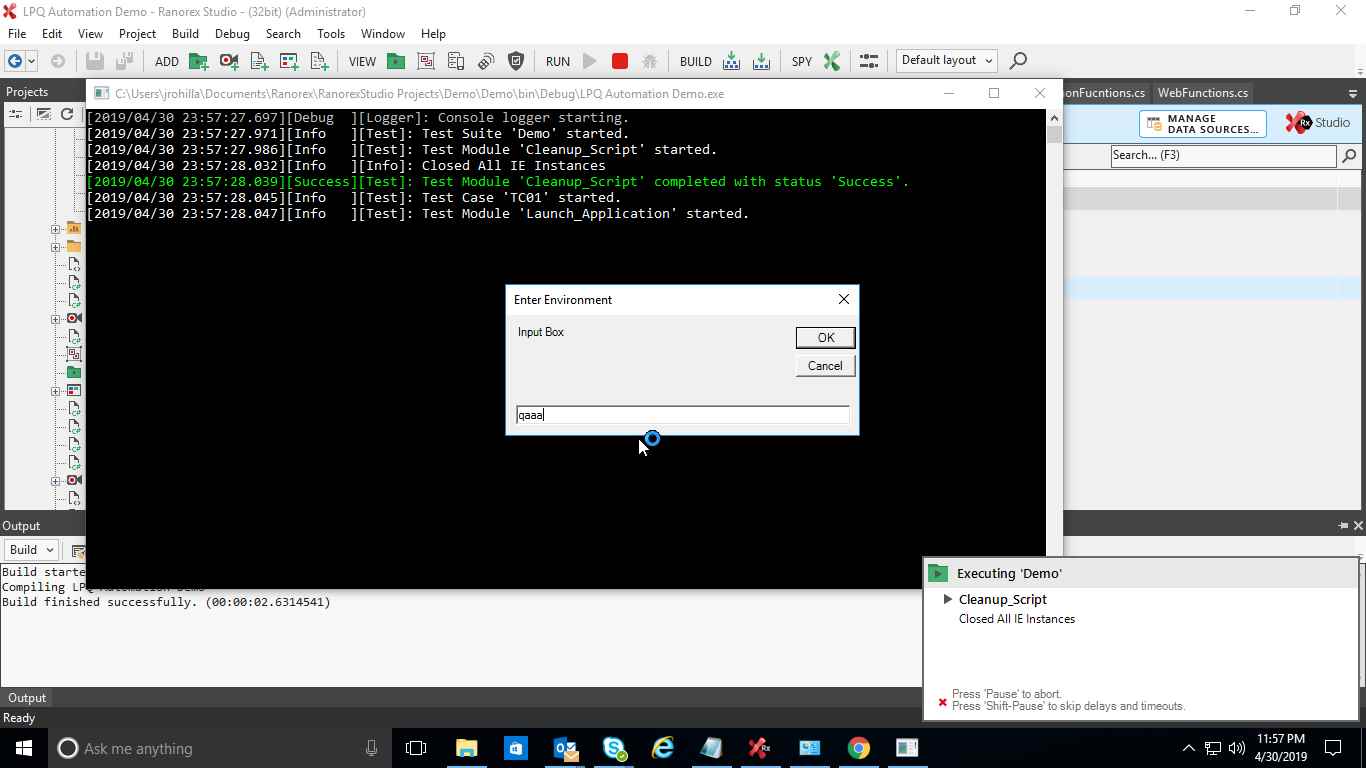 LPQ Automation Demo - Ranorex Studio - (32bit) (Administrator)
File Edit View Project Build Debug Search Tools Window Help
ADD VIEW RUN BUILD SPY Default layout
Projects
C:\Users\jrohilla\Documents\Ranorex\RanorexStudio Projects\Demo\Demo\bin\Debug\LPQ Automation Demo.exe
onFucntions.cs WebFunctions.cs
MANAGE
DATA SOURCES...
Rx Studio
Search... (F3)
[2019/04/30 23:57:27.697][Debug ][Logger]: Console logger starting.
[2019/04/30 23:57:27.971][Info ][Test]: Test Suite 'Demo' started.
[2019/04/30 23:57:27.986][Info ][Test]: Test Module 'Cleanup_Script' started.
[2019/04/30 23:57:28.032][Info ][Info]: Closed All IE Instances
[2019/04/30 23:57:28.039][Success][Test]: Test Module 'Cleanup_Script' completed with status 'Success'.
[2019/04/30 23:57:28.045][Info ][Test]: Test Case 'TC01' started.
[2019/04/30 23:57:28.047][Info ][Test]: Test Module 'Launch_Application' started.
Enter Environment
Input Box
OK
Cancel
qaaa
Output
Build
Build starte
Compiling LPQ Automation Demo
Build finished successfully. (00:00:02.6314541)
Executing 'Demo'
Cleanup_Script
Closed All IE Instances
Press 'Pause' to abort.
Press 'Shift-Pause' to skip delays and timeouts.
Output
Ready
Ask me anything
11:57 PM
4/30/2019